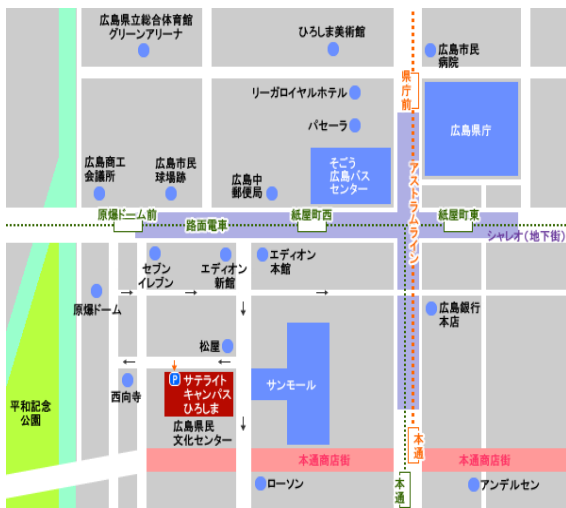 広島県立総合体育館
グリーンアリーナ
ひろしま美術館
広島市民
病院
県庁前
リーガロイヤルホテル
パセーラ
広島県庁
アストラムライン
広島商工
会議所
広島市民
球場跡
広島中
郵便局
そごう
広島バス
センター
原爆ドーム前
紙屋町西
紙屋町東
路面電車
シャレオ(地下街)
セブン
イレブン
エディオン
新館
エディオン
本館
原爆ドーム
広島銀行
本店
松屋
P
サテライト
キャンパス
ひろしま
サンモール
西向寺
平和記念
公園
広島県民
文化センター
本通
本通商店街
本通商店街
ローソン
本通
アンデルセン